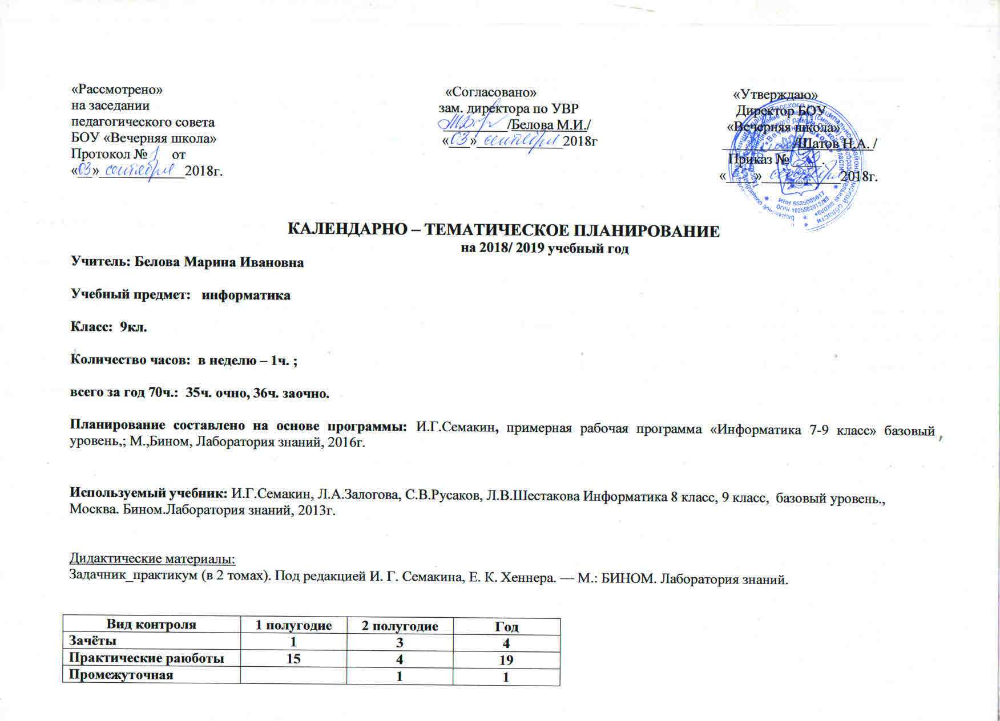 «Рассмотрено»
на заседании
педагогического совета
БОУ «Вечерняя школа»
Протокол № 1 от
«03» сентября 2018г.
«Согласовано»
зам. директора по УВР
/Белова М.И./
«03» сентября 2018г
«Утверждаю»
Директор БОУ
«Вечерняя школа»
/Шатов Н.А. /
Приказ № ____.
«____» сентября 2018г.
ИНН 5535005617
ОГРН 1025502013789
КАЛЕНДАРНО – ТЕМАТИЧЕСКОЕ ПЛАНИРОВАНИЕ
на 2018/ 2019 учебный год
Учитель: Белова Марина Ивановна
Учебный предмет: информатика
Класс: 9кл.
Количество часов: в неделю – 1ч. ;
всего за год 70ч.: 35ч. очно, 36ч. заочно.
Планирование составлено на основе программы: И.Г.Семакин, примерная рабочая программа «Информатика 7-9 класс» базовый
уровень,; М.,Бином, Лаборатория знаний, 2016г.
Используемый учебник: И.Г.Семакин, Л.А.Залогова, С.В.Русаков, Л.В.Шестакова Информатика 8 класс, 9 класс, базовый уровень.,
Москва. Бином.Лаборатория знаний, 2013г.
Дидактические материалы:
Задачник_практикум (в 2 томах). Под редакцией И. Г. Семакина, Е. К. Хеннера. — М.: БИНОМ. Лаборатория знаний.
Вид контроля 1 полугодие 2 полугодие Год
Зачёты 1 3 4
Практические раюботы 15 4 19
Промежуточная 1 1